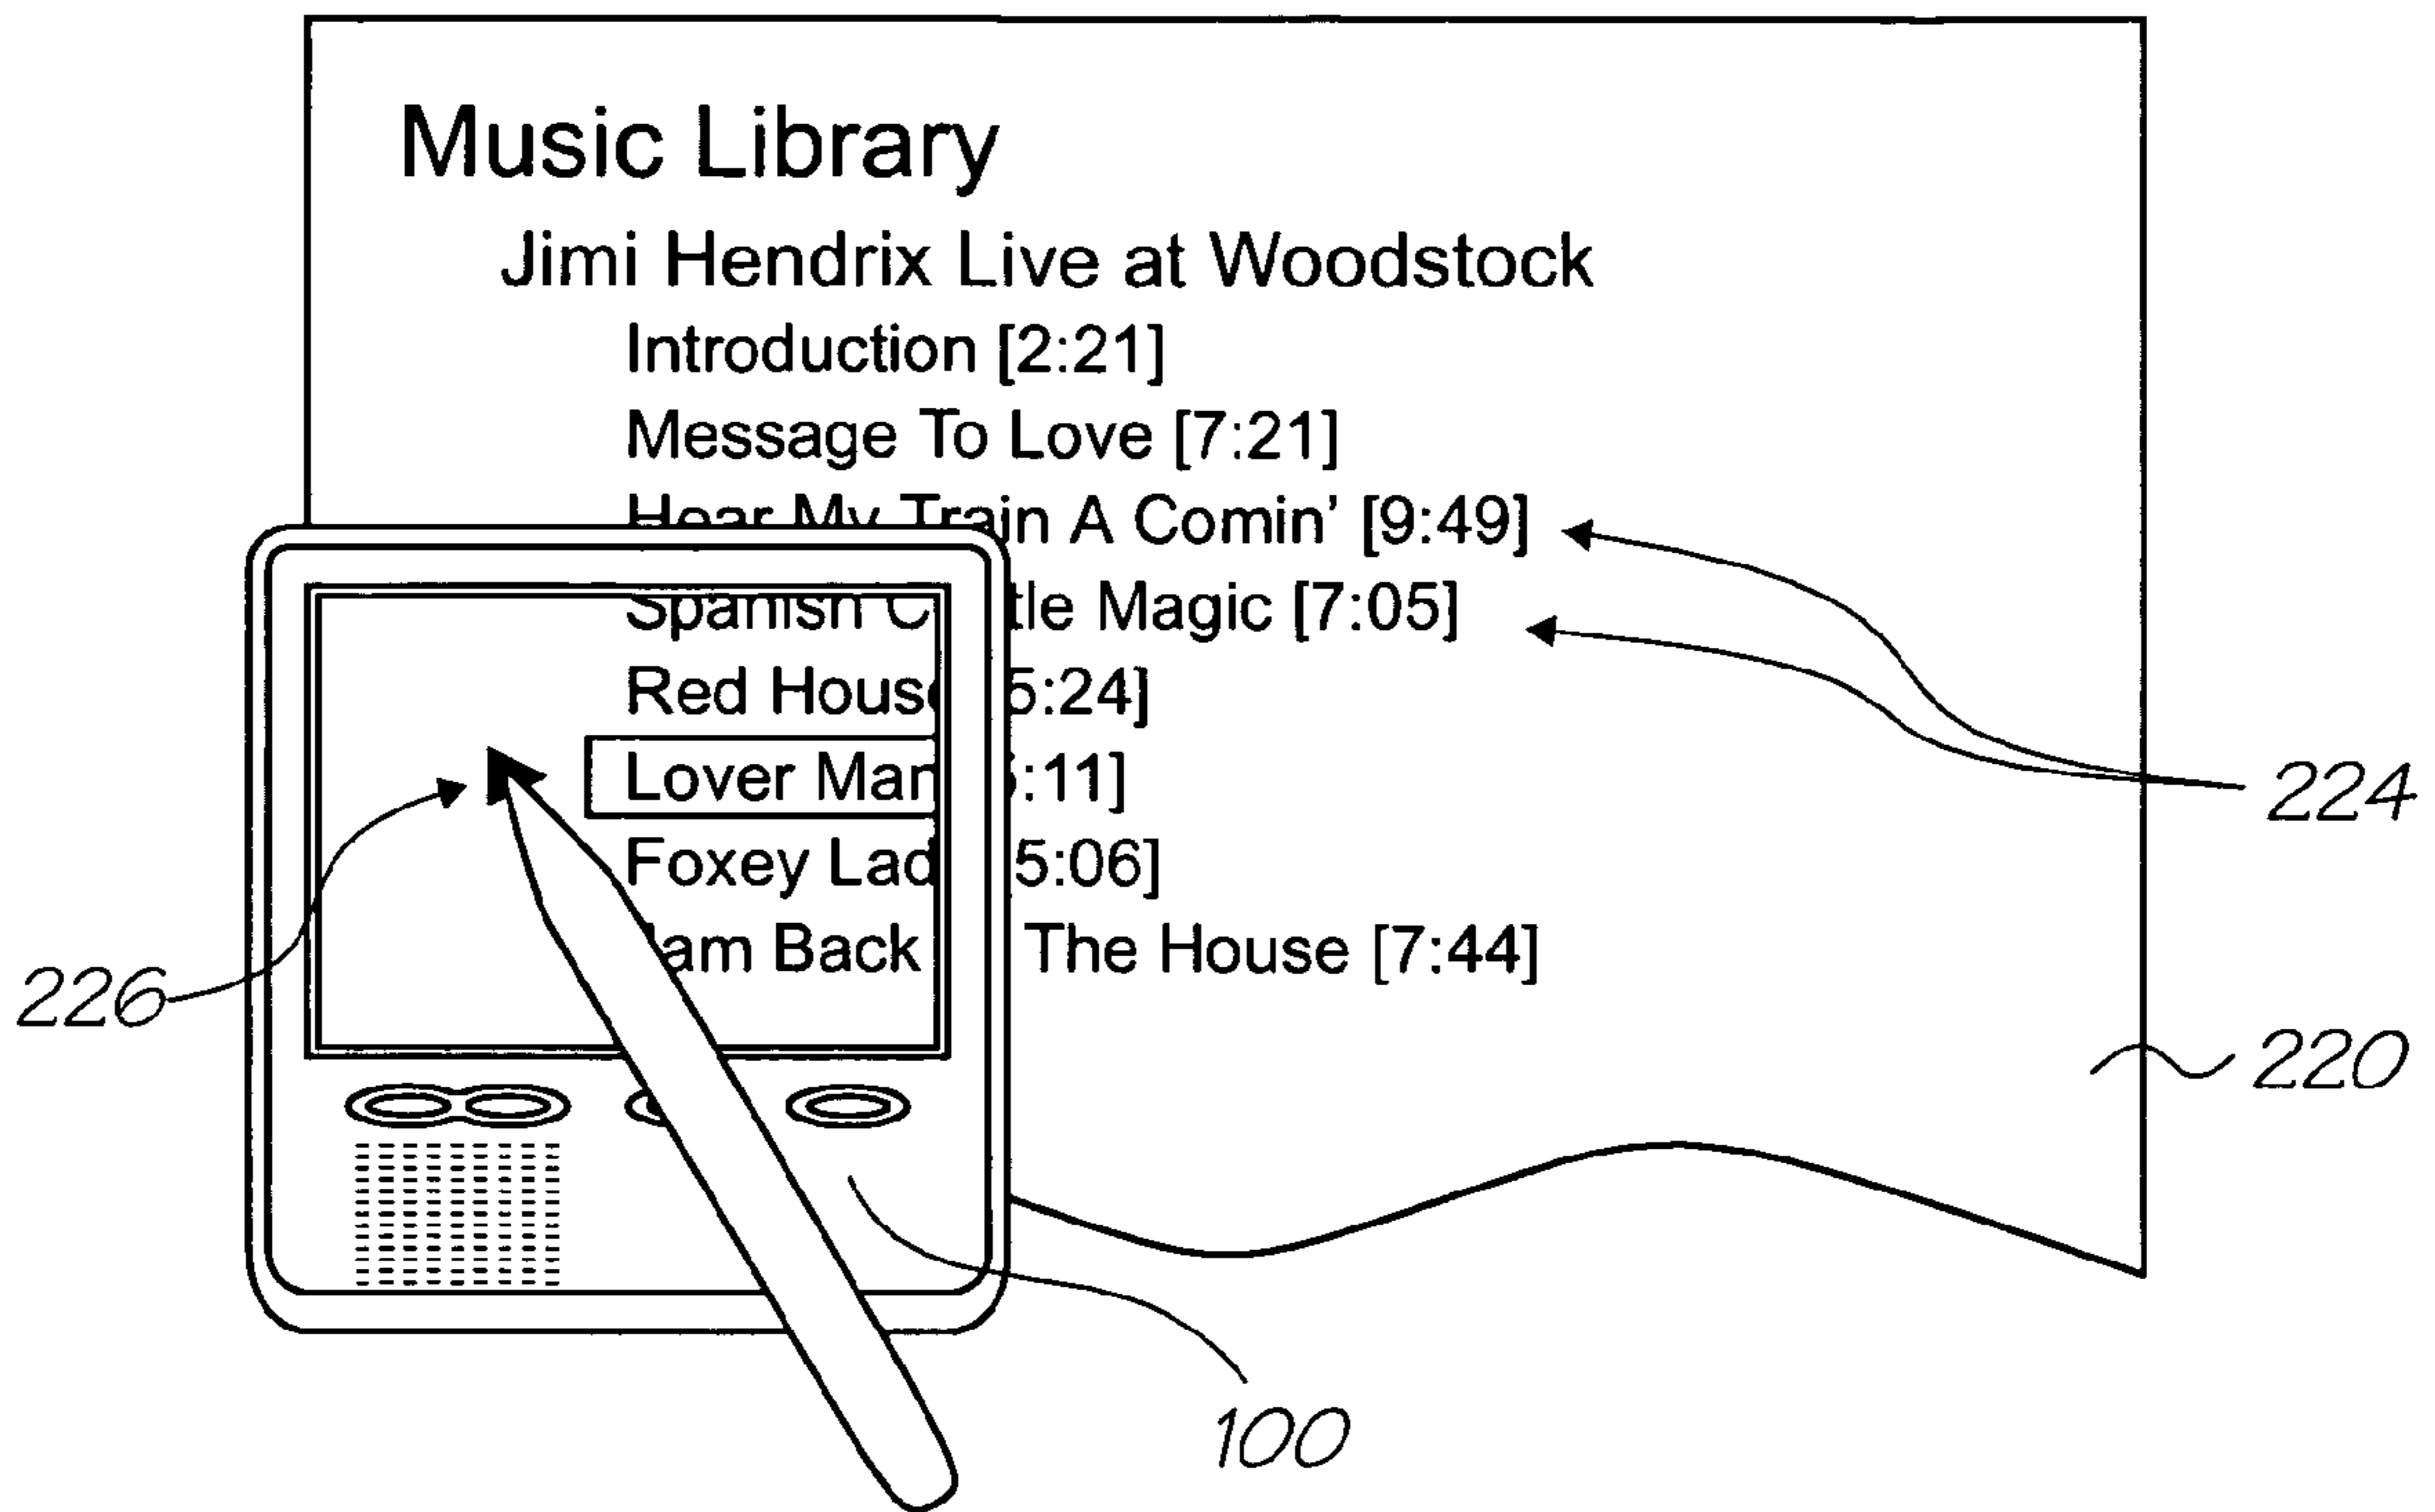 Music Library
Jimi Hendrix Live at Woodstock
Introduction [2:21]
Message To Love [7:21]
Hear My Train A Comin' [9:49]
Spanish C tle Magic [7:05]
Red House 5:24]
Lover Man :11]
Foxey Lad 5:06]
Jam Back The House [7:44]
224
226
220
100